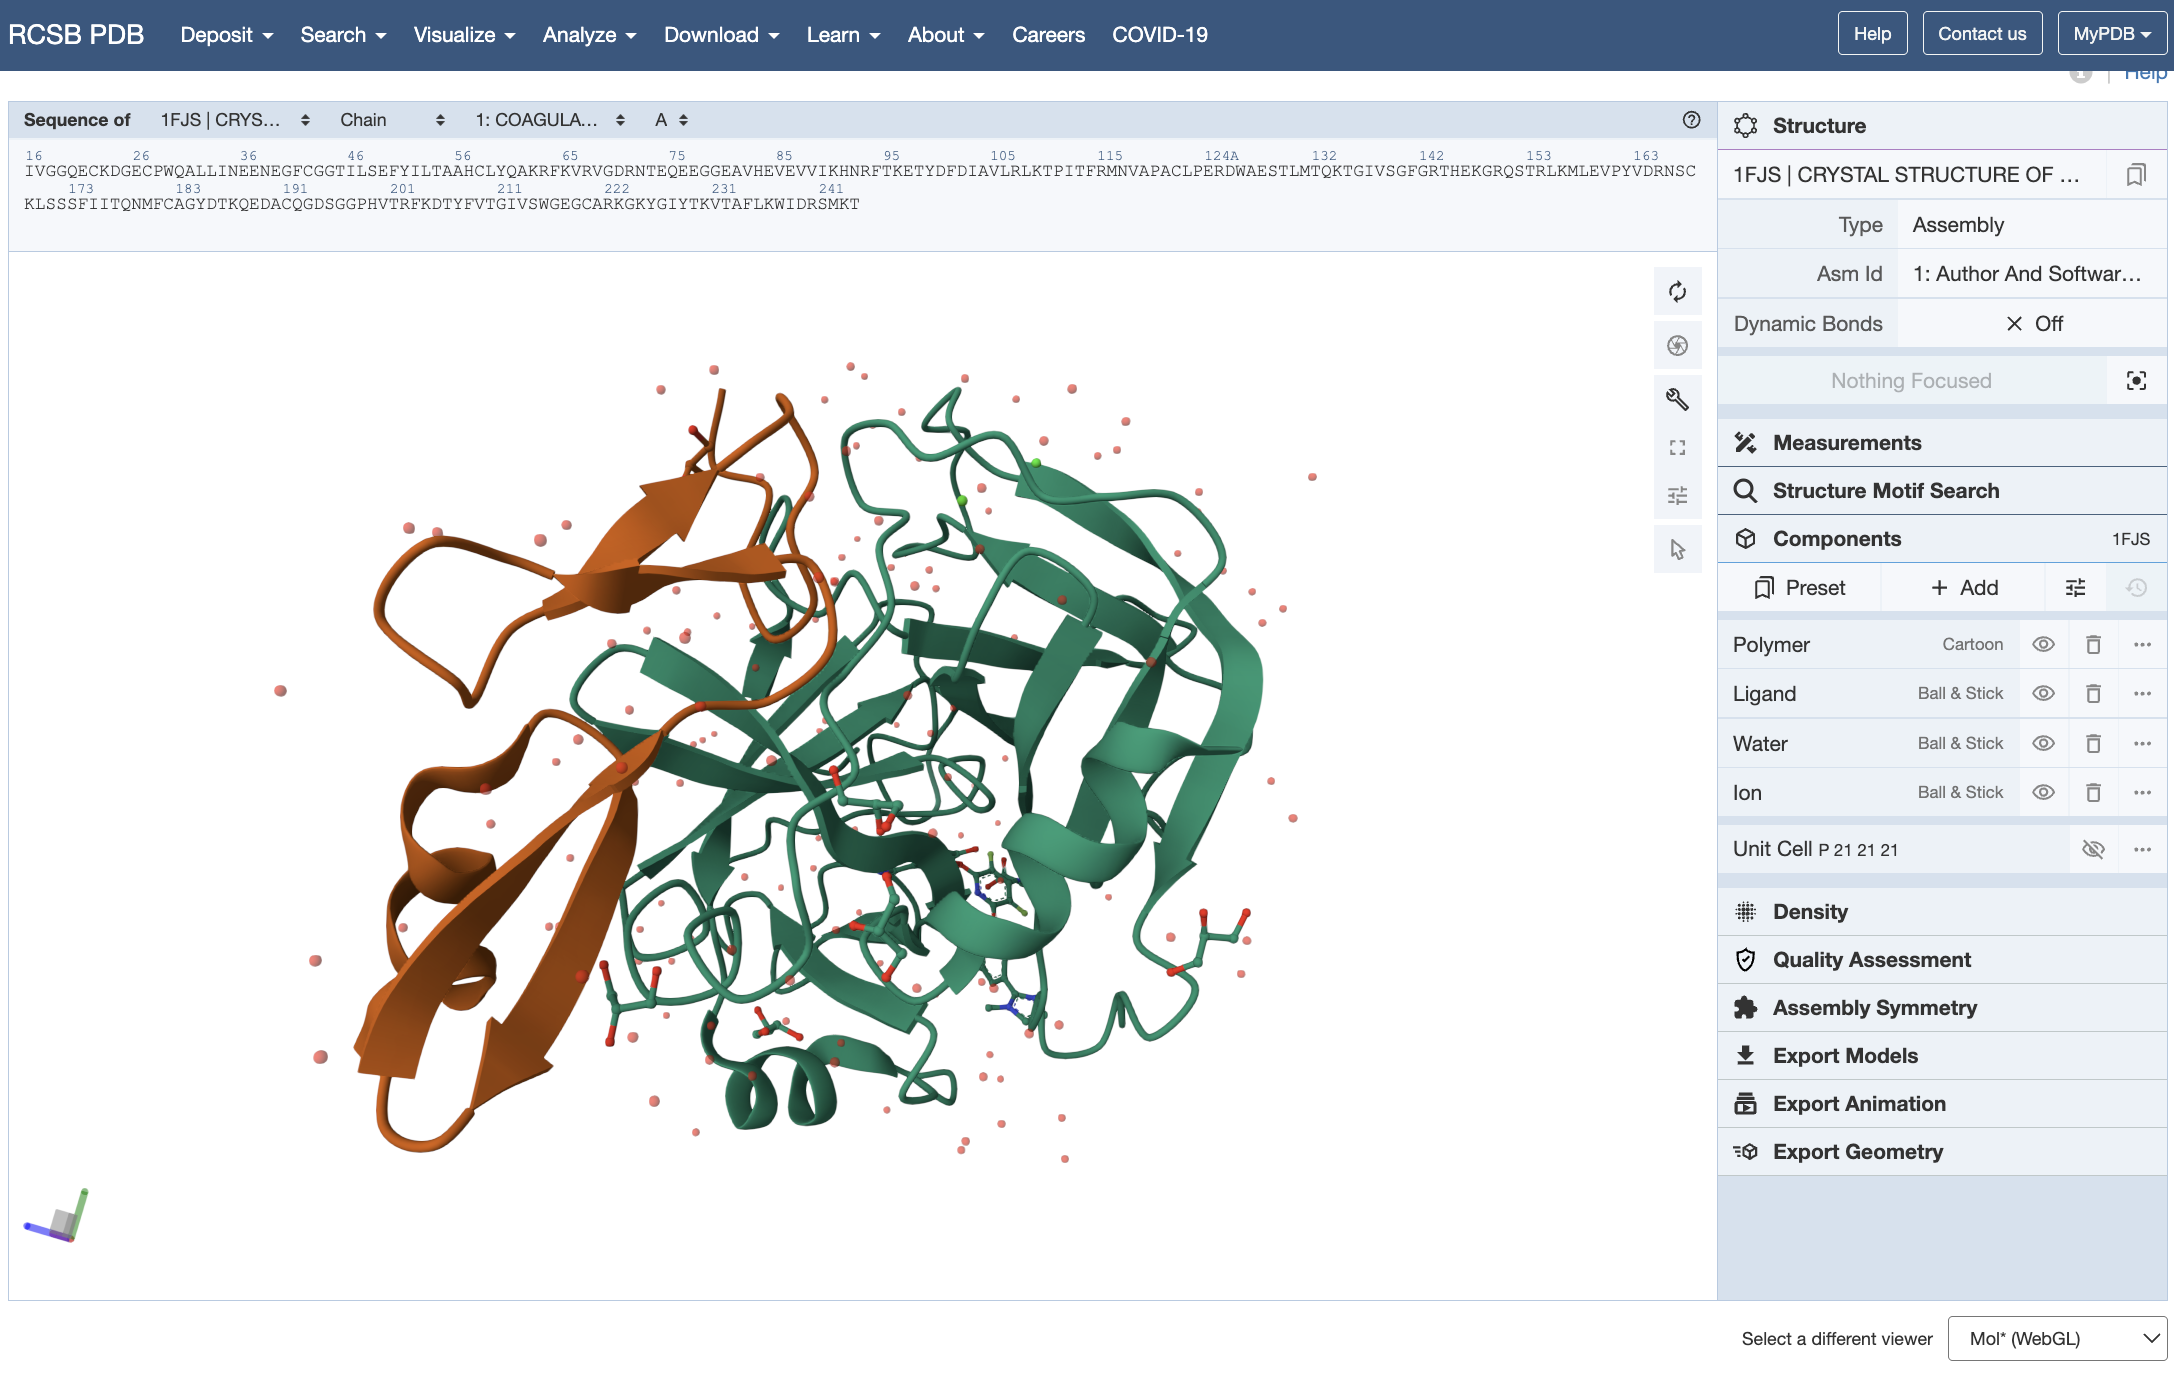 RCSB PDB Deposit Search Visualize Analyze Download Learn About Careers COVID-19 Help Contact us MyPDB
Help
Sequence of 1FJS | CRYS... Chain 1: COAGULA... A
16 26 36 46 56 65 75 85 95 105 115 124A 132 142 153 163
IVGGQECKDGECPWQALLINEENEGFCGGTILSEFYILTAAHCLYQAKRFKVRVGDRNTEQEEGGEAVHEVEVVIKHNRFTKETYDFDIAVLRLKTPITFRMNVAPACLPERDWAESTLMTQKTGIVSGFGRTHEKGRQSTRLKMLEVPYVDRNSC
173 183 191 201 211 222 231 241
KLSSSFIITQNMFCAGYDTKQEDACQGDSGGPHVTRFKDTYFVTGIVSWGEGCARKGKYGIYTKVTAFLKWIDRSMKT
Structure
1FJS | CRYSTAL STRUCTURE OF ...
Type Assembly
Asm Id 1: Author And Softwar...
Dynamic Bonds Off
Nothing Focused
Measurements
Structure Motif Search
Components 1FJS
Preset + Add
Polymer Cartoon
Ligand Ball & Stick
Water Ball & Stick
Ion Ball & Stick
Unit Cell P 21 21 21
Density
Quality Assessment
Assembly Symmetry
Export Models
Export Animation
Export Geometry
Select a different viewer Mol* (WebGL)